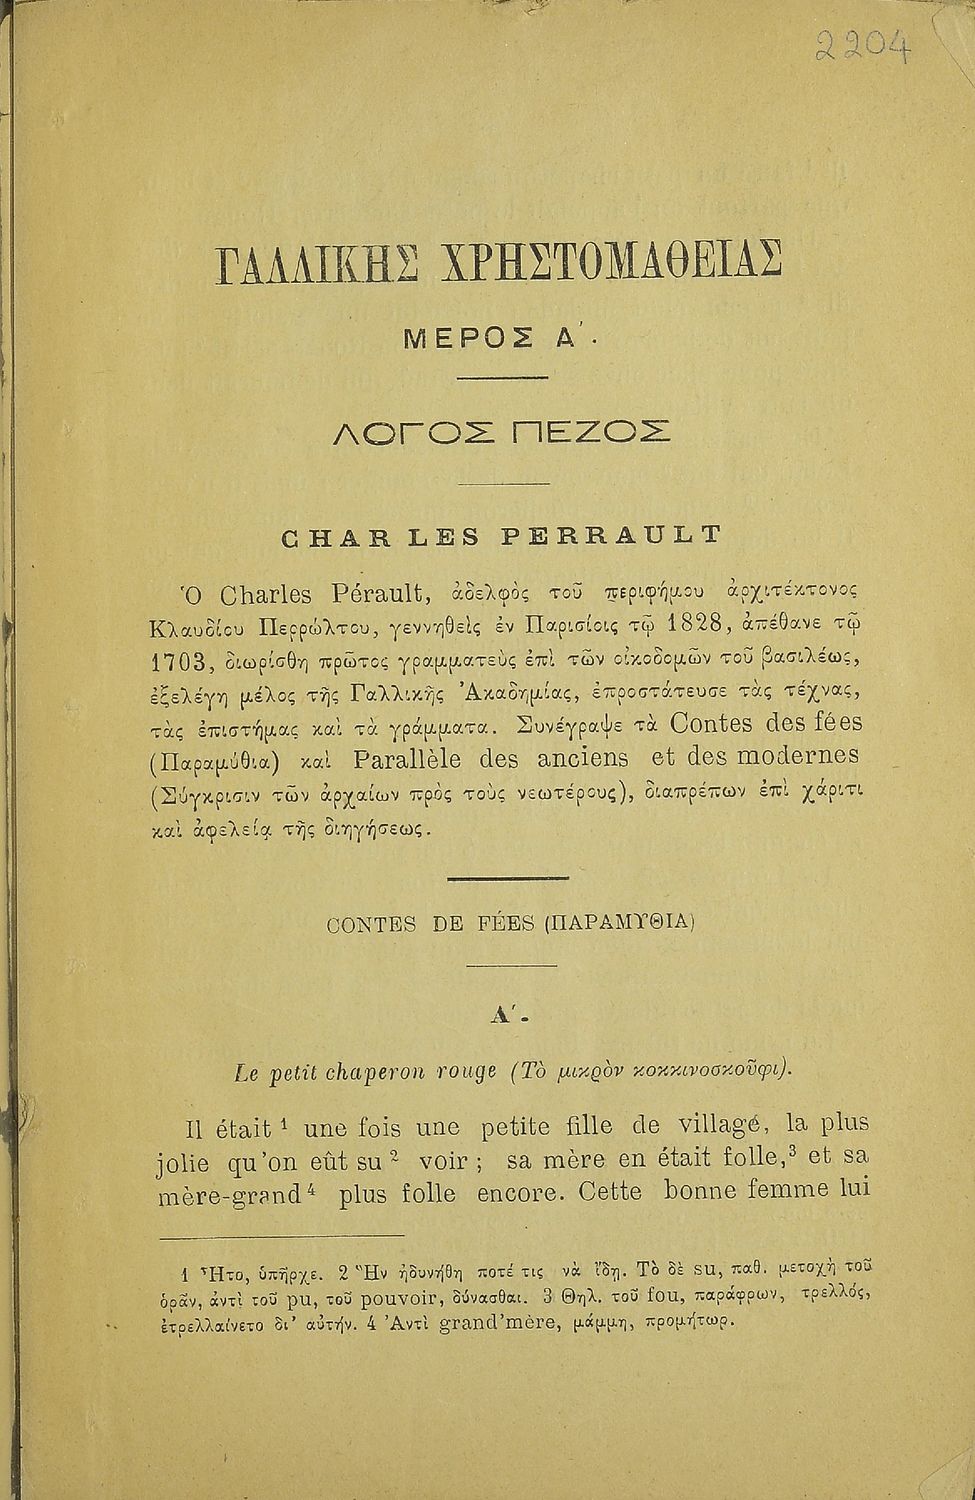 2204
ΓΑΛΛΙΚΗΣ ΧΡΗΣΤΟΜΑΘΕΙΑΣ
ΜΕΡΟΣ Α΄.
ΛΟΓΟΣ ΠΕΖΟΣ
CHARLES PERRAULT
Ὁ Charles Pérault, ἀδελφὸς τοῦ περιφήμου ἀρχιτέκτονος
Κλαυδίου Περρώλτου, γεννηθεὶς ἐν Παρισίοις τῷ 1828, ἀπέθανε τῷ
1703, διωρίσθη πρῶτος γραμματεὺς ἐπὶ τῶν οἰκοδομῶν τοῦ βασιλέως,
ἐξελέγη μέλος τῆς Γαλλικῆς Ἀκαδημίας, ἐπροστάτευσε τὰς τέχνας,
τὰς ἐπιστήμας καὶ τὰ γράμματα. Συνέγραψε τὰ Contes des fées
(Παραμύθια) καὶ Parallèle des anciens et des modernes
(Σύγκρισιν τῶν ἀρχαίων πρὸς τοὺς νεωτέρους), διαπρέπων ἐπὶ χάριτι
καὶ ἀφελείᾳ τῆς διηγήσεως.
CONTES DE FÉES (ΠΑΡΑΜΥΘΙΑ)
Α΄.
Le petit chaperon rouge (Τὸ μικρὸν κοκκινοσκοῦφι).
Il était ¹ une fois une petite fille de villagé, la plus
jolie qu'on eût su ² voir ; sa mère en était folle,³ et sa
mère-grand ⁴ plus folle encore. Cette bonne femme lui
1 Ἦτο, ὑπῆρχε. 2 Ἣν ἠδυνήθη ποτέ τις νὰ ἴδῃ. Τὸ δὲ su, παθ. μετοχὴ τοῦ
ὁρᾶν, ἀντὶ τοῦ pu, τοῦ pouvoir, δύνασθαι. 3 Θηλ. τοῦ fou, παράφρων, τρελλός,
ἐτρελλαίνετο δι' αὐτήν. 4 Ἀντὶ grand'mère, μάμμη, προμήτωρ.